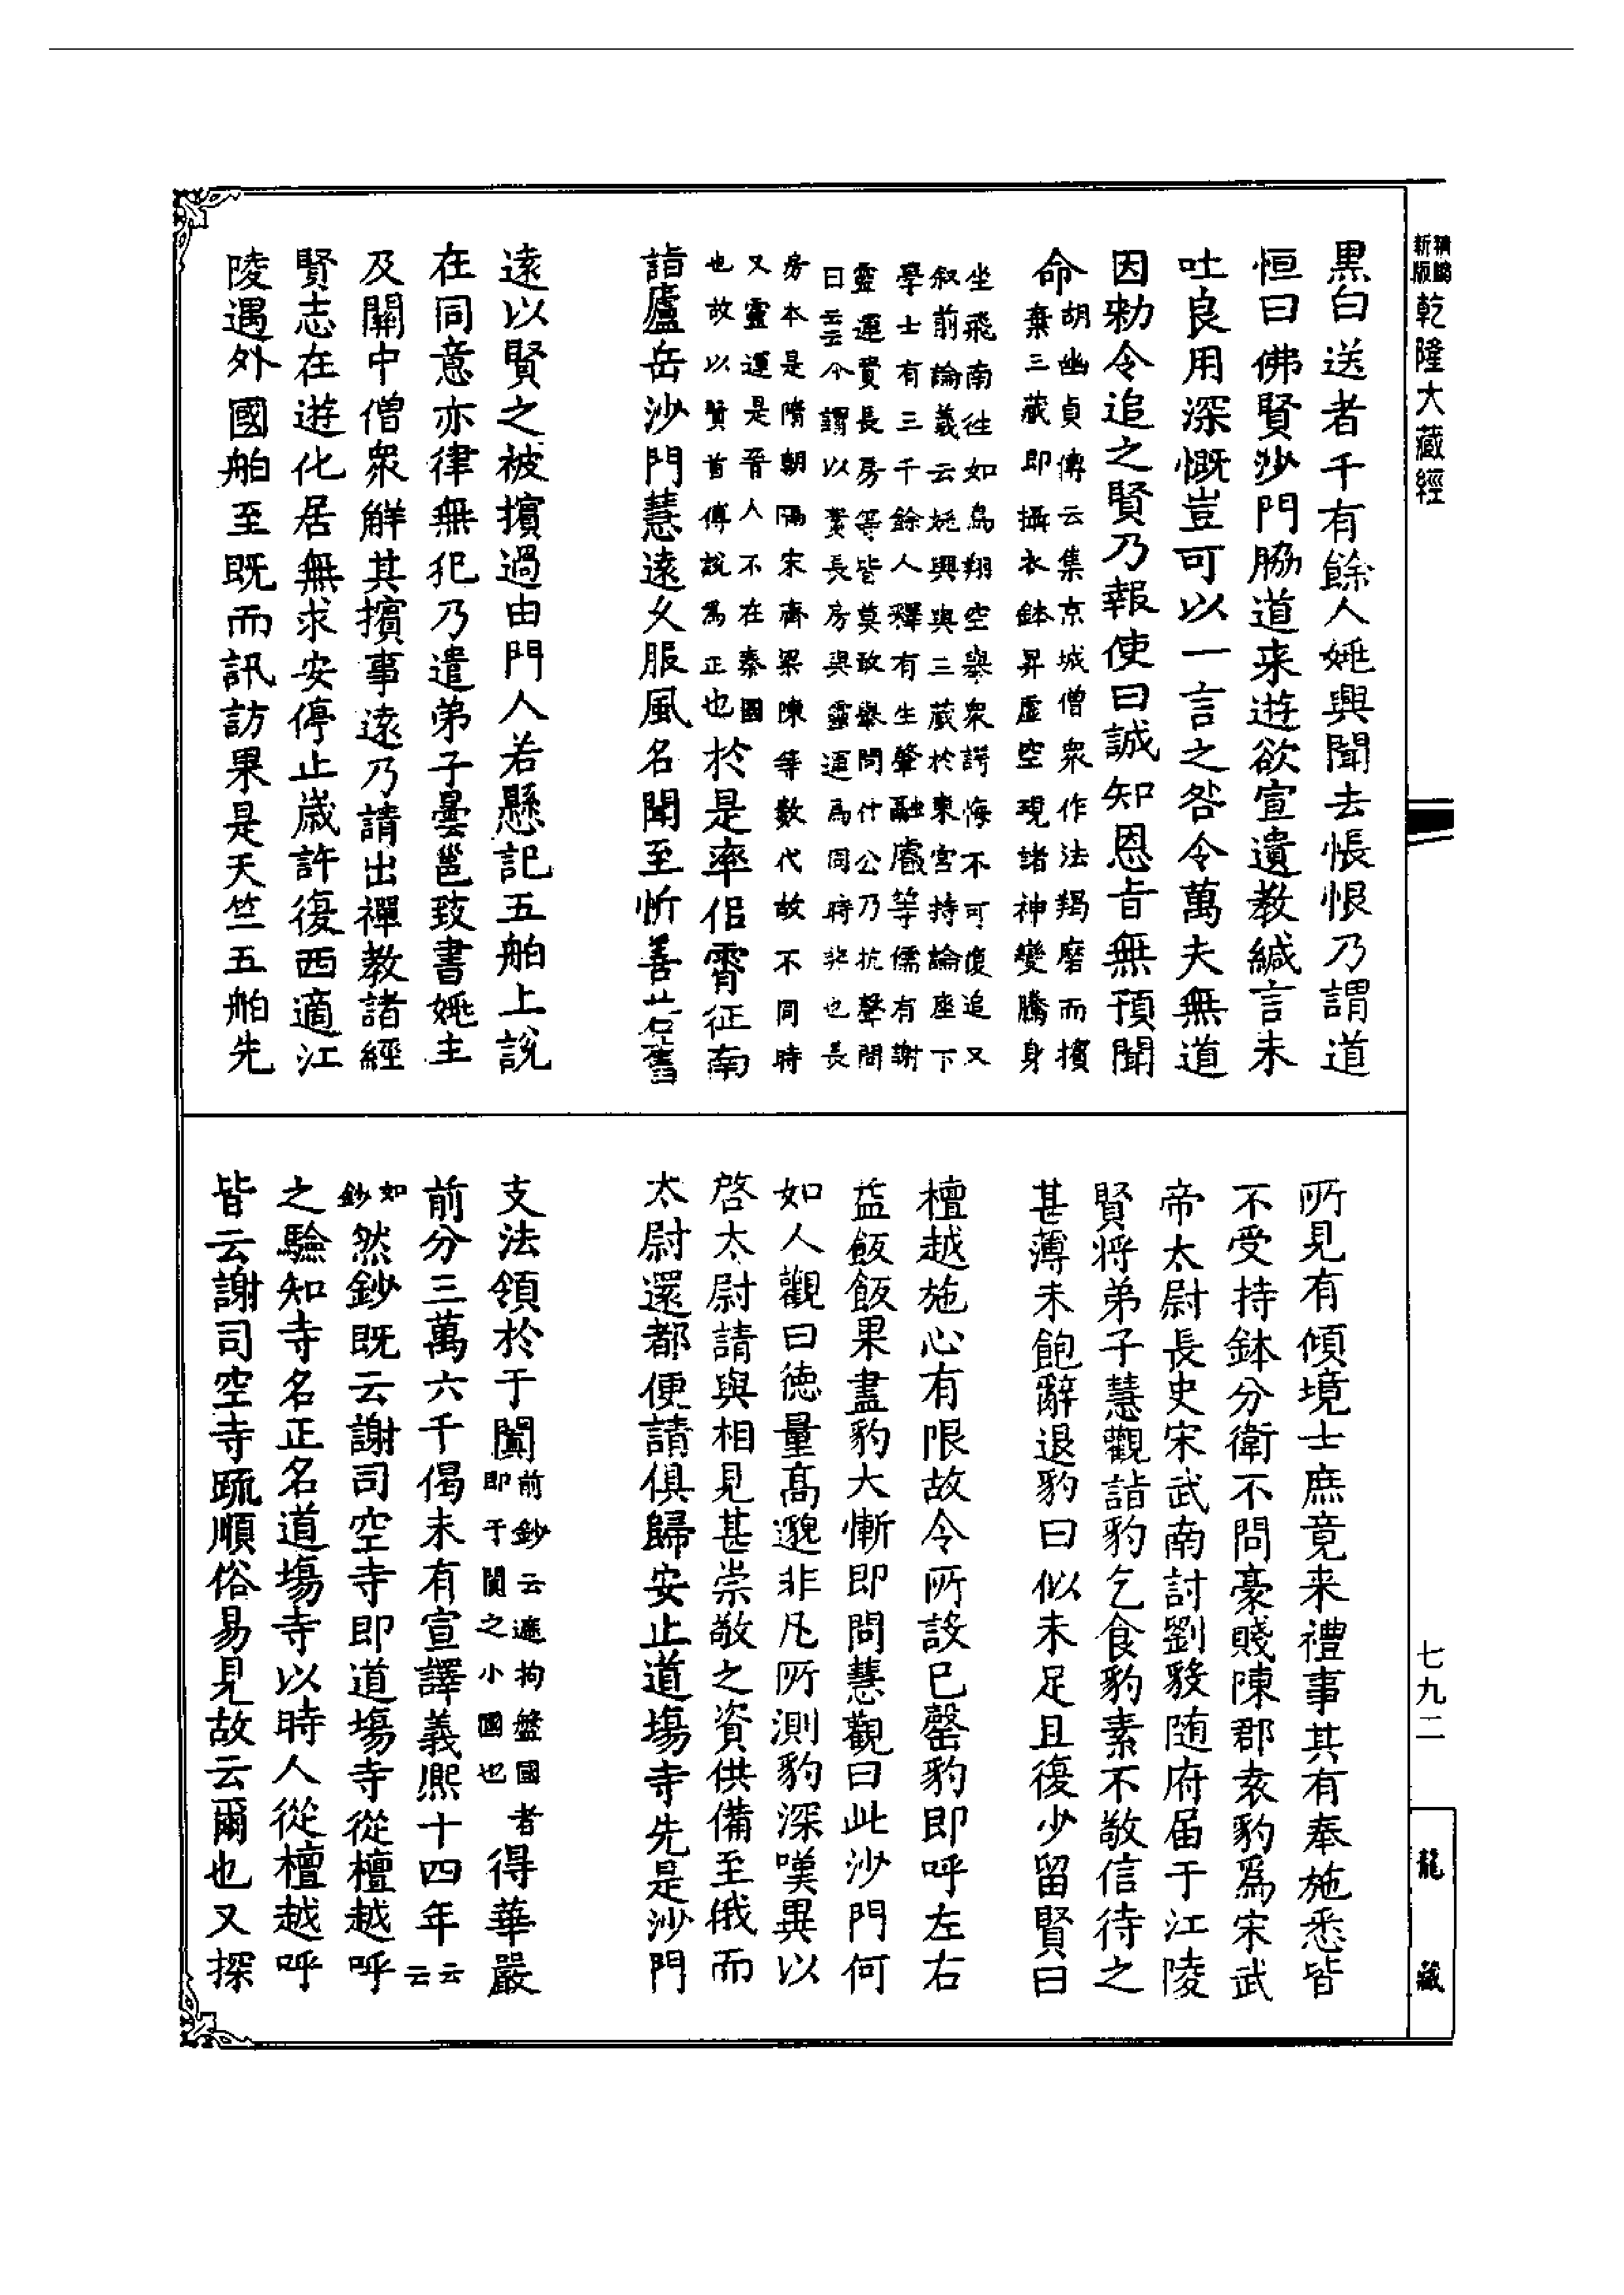 精鵰
新版
乾隆大藏經
七九二
龍藏
黑白送者千有餘人姚興聞去悵恨乃謂道
恒曰佛賢沙門脇道来遊欲宣遺教緘言未
吐良用深慨豈可以一言之咎令萬夫無道
因勅令追之賢乃報使曰誠知恩旨無預聞
命
胡幽貞傳云集京城僧衆作法羯磨而擯
棄三藏即攝衣鉢昇虛空現諸神變騰身
坐飛南往如鳥翔空舉衆謗悔不可復追又
叙前論義云姚興與三藏於東宮持論座下
學士有三千餘人釋有生肇融叡等儒有謝
靈運費長房等皆莫敢舉問什公乃抗聲問
曰云云今謂以費長房與靈運為同時非也長
房本是隋朝隔宋齊梁陳等數代故不同時
又靈運是晉人不在秦國
也故以賢首傳說為正也
於是率侶宵征南
詣廬岳沙門慧遠久服風名聞至忻善若舊
遠以賢之被擯過由門人若懸記五舶上說
在同意亦律無犯乃遣弟子曇邕致書姚主
及關中僧衆解其擯事遠乃請出禪教諸經
賢志在遊化居無求安停止歲許復西適江
陵遇外國舶至既而訊訪果是天竺五舶先
所見有傾境士庶竟来禮事其有奉施悉皆
不受持鉢分衛不問豪賤陳郡袁豹爲宋武
帝太尉長史宋武南討劉毅隨府届于江陵
賢將弟子慧觀詣豹乞食豹素不敬信待之
甚薄未飽辭退豹曰似未足且復少留賢曰
檀越施心有限故令所設已罄豹即呼左右
益飯飯果盡豹大慚即問慧觀曰此沙門何
如人觀曰德量高邈非凡所測豹深嘆異以
啓太尉請與相見甚崇敬之資供備至俄而
太尉還都便請俱歸安止道場寺先是沙門
支法領於于闐
前鈔云遮拘盤國者
即于闐之小國也
得華嚴
前分三萬六千偈未有宣譯義熙十四年云云
如鈔
然鈔既云謝司空寺即道場寺從檀越呼
之驗知寺名正名道場寺以時人從檀越呼
皆云謝司空寺疏順俗易見故云爾也又探